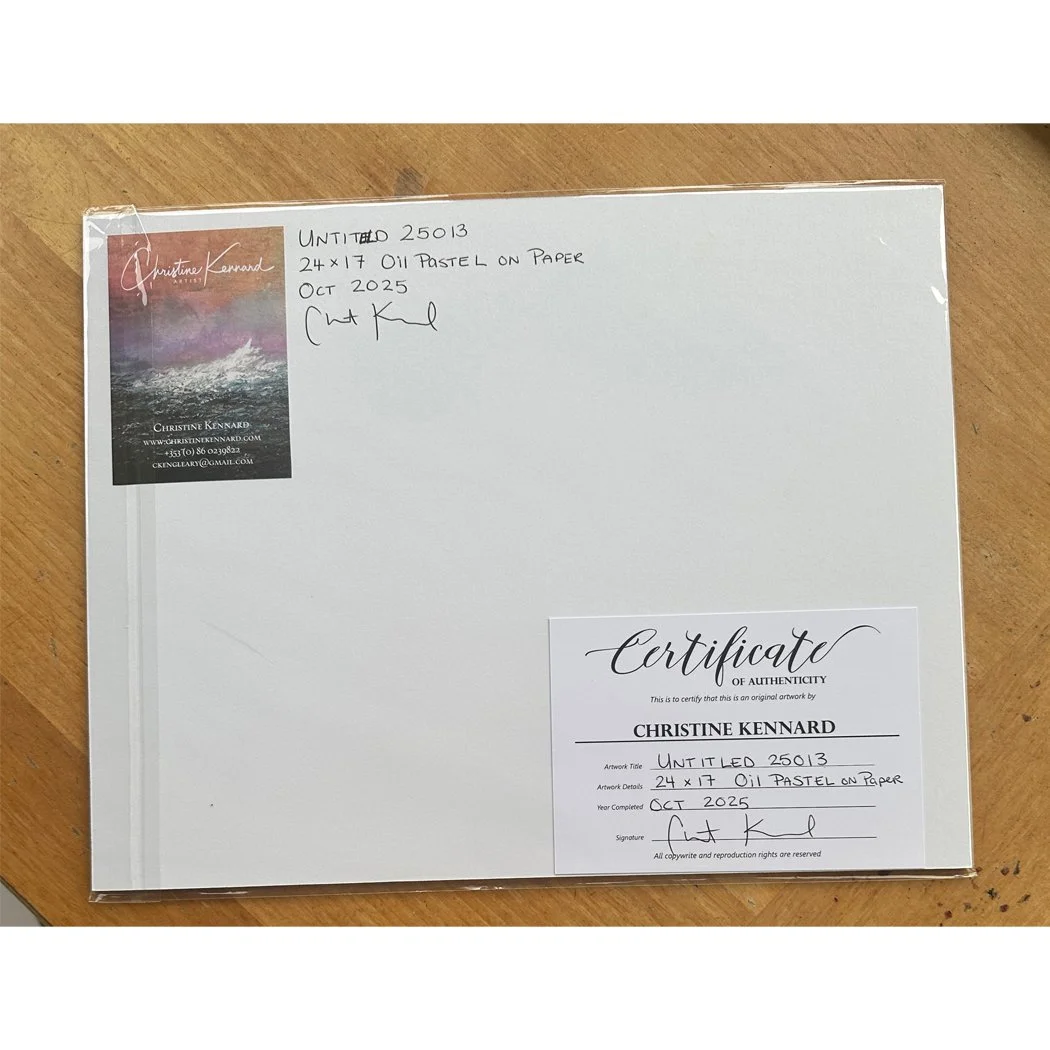 Christine Kennard
ARTIST
CHRISTINE KENNARD
WWW.CHRISTINEKENNARD.COM
+353 (0) 86 0239822
CKENGLEARY@GMAIL.COM
UNTITLED 25013
24 x 17 Oil PASTEL ON PAPER
OCT 2025
Certificate
OF AUTHENTICITY
This is to certify that this is an original artwork by
CHRISTINE KENNARD
Artwork Title UNTITLED 25013
Artwork Details 24 x 17 Oil PASTEL ON PAPER
Year Completed OCT 2025
Signature
All copywrite and reproduction rights are reserved